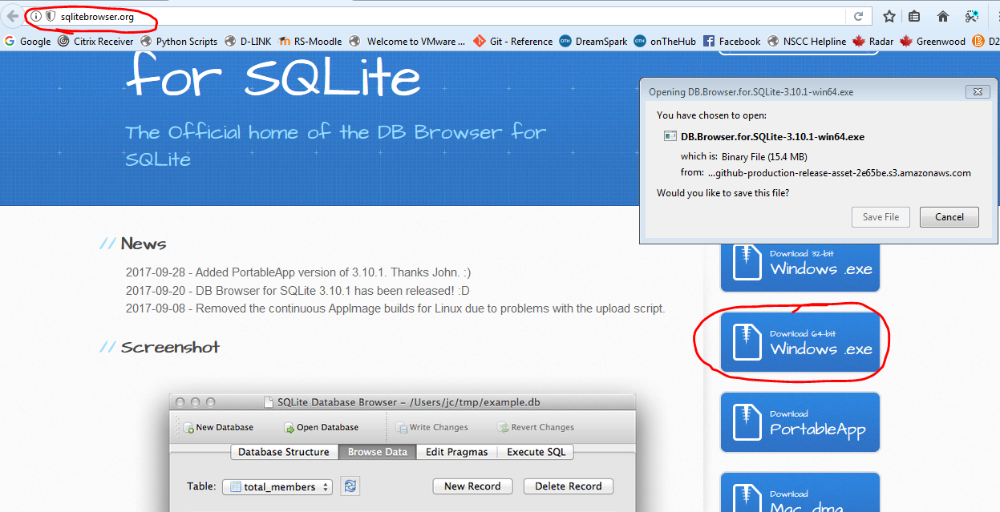 sqlitebrowser.org
Google Citrix Receiver Python Scripts D-LINK RS-Moodle Welcome to VMware ... Git - Reference DreamSpark onTheHub Facebook NSCC Helpline Radar Greenwood D2
for SQLite
The Official home of the DB Browser for
SQLite
Opening DB.Browser.for.SQLite-3.10.1-win64.exe
You have chosen to open:
DB.Browser.for.SQLite-3.10.1-win64.exe
which is: Binary File (15.4 MB)
from: ...github-production-release-asset-2e65be.s3.amazonaws.com
Would you like to save this file?
Save File Cancel
// News
2017-09-28 - Added PortableApp version of 3.10.1. Thanks John. :)
2017-09-20 - DB Browser for SQLite 3.10.1 has been released! :D
2017-09-08 - Removed the continuous AppImage builds for Linux due to problems with the upload script.
// Screenshot
SQLite Database Browser – /Users/jc/tmp/example.db
New Database Open Database Write Changes Revert Changes
Database Structure Browse Data Edit Pragmas Execute SQL
Table: total_members New Record Delete Record
Download 32-bit
Windows .exe
Download 64-bit
Windows .exe
Download
PortableApp
Download
Mac .dmg